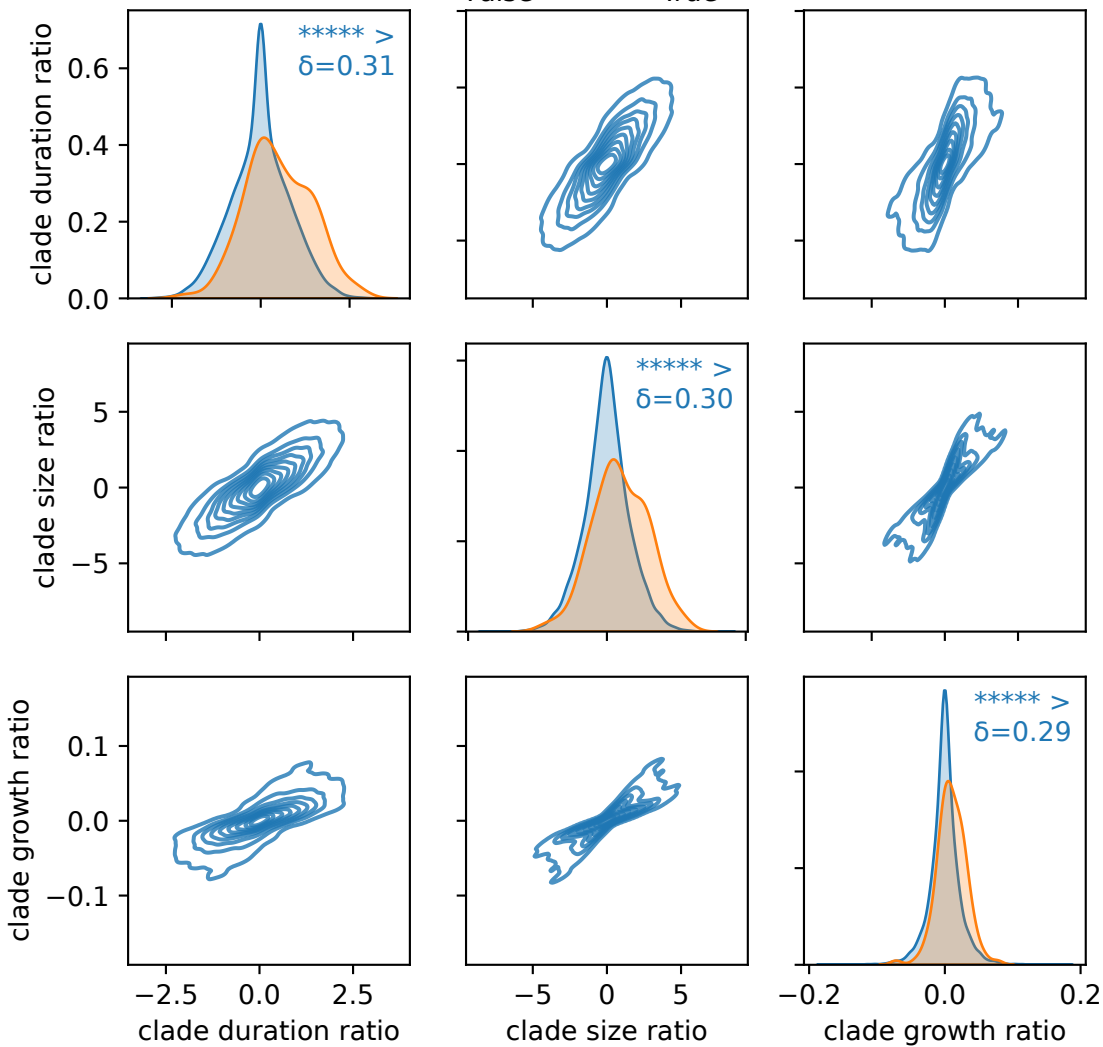 ***** >
δ=0.31
0.6
0.4
0.2
0.0
clade duration ratio
***** >
δ=0.30
5
0
−5
clade size ratio
***** >
δ=0.29
0.1
0.0
−0.1
clade growth ratio
−2.5 0.0 2.5
clade duration ratio
−5 0 5
clade size ratio
−0.2 0.0 0.2
clade growth ratio